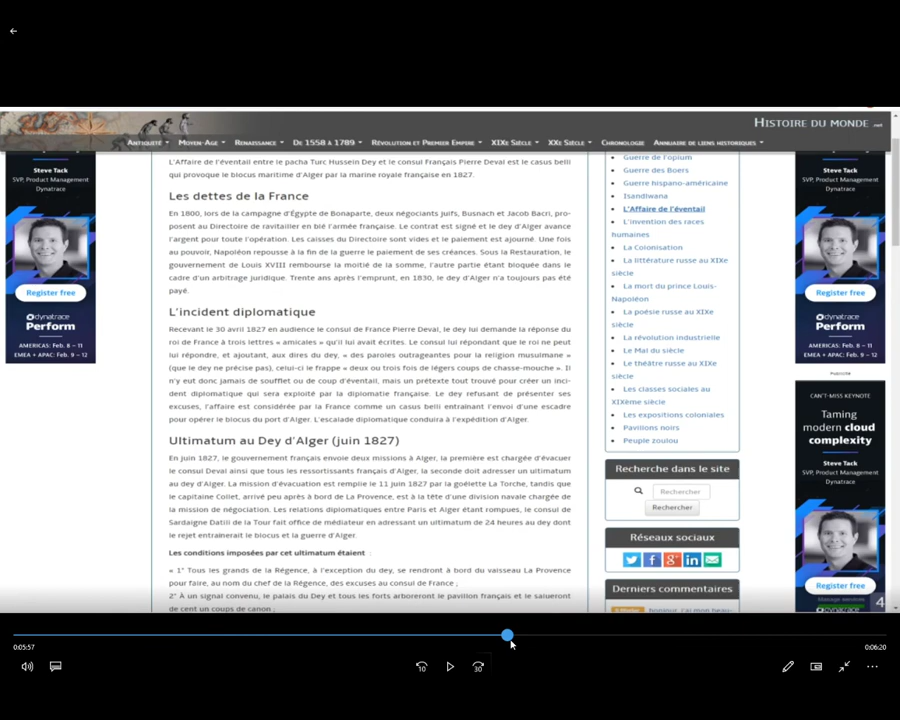 HISTOIRE DU MONDE .net
ANTIQUITÉ MOYEN-AGE RENAISSANCE DE 1558 À 1789 RÉVOLUTION ET PREMIER EMPIRE XIXE SIÈCLE XXE SIÈCLE CHRONOLOGIE ANNUAIRE DE LIENS HISTORIQUES
Steve Tack
SVP, Product Management
Dynatrace
Register free
dynatrace
Perform
AMERICAS: Feb. 8 – 11
EMEA + APAC: Feb. 9 – 12
L'Affaire de l'éventail entre le pacha Turc Hussein Dey et le consul Français Pierre Deval est le casus belli
qui provoque le blocus maritime d'Alger par la marine royale française en 1827.
Les dettes de la France
En 1800, lors de la campagne d'Égypte de Bonaparte, deux négociants juifs, Busnach et Jacob Bacri, pro-
posent au Directoire de ravitailler en blé l'armée française. Le contrat est signé et le dey d'Alger avance
l'argent pour toute l'opération. Les caisses du Directoire sont vides et le paiement est ajourné. Une fois
au pouvoir, Napoléon repousse à la fin de la guerre le paiement de ses créances. Sous la Restauration, le
gouvernement de Louis XVIII rembourse la moitié de la somme, l'autre partie étant bloquée dans le
cadre d'un arbitrage juridique. Trente ans après l'emprunt, en 1830, le dey d'Alger n'a toujours pas été
payé.
L'incident diplomatique
Recevant le 30 avril 1827 en audience le consul de France Pierre Deval, le dey lui demande la réponse du
roi de France à trois lettres « amicales » qu'il lui avait écrites. Le consul lui répondant que le roi ne peut
lui répondre, et ajoutant, aux dires du dey, « des paroles outrageantes pour la religion musulmane »
(que le dey ne précise pas), celui-ci le frappe « deux ou trois fois de légers coups de chasse-mouche ». Il
n'y eut donc jamais de soufflet ou de coup d'éventail, mais un prétexte tout trouvé pour créer un inci-
dent diplomatique qui sera exploité par la diplomatie française. Le dey refusant de présenter ses
excuses, l'affaire est considérée par la France comme un casus belli entraînant l'envoi d'une escadre
pour opérer le blocus du port d'Alger. L'escalade diplomatique conduira à l'expédition d'Alger.
Ultimatum au Dey d'Alger (juin 1827)
En juin 1827, le gouvernement français envoie deux missions à Alger, la première est chargée d'évacuer
le consul Deval ainsi que tous les ressortissants français d'Alger, la seconde doit adresser un ultimatum
au dey d'Alger. La mission d'évacuation est remplie le 11 juin 1827 par la goélette La Torche, tandis que
le capitaine Collet, arrivé peu après à bord de La Provence, est à la tête d'une division navale chargée de
la mission de négociation. Les relations diplomatiques entre Paris et Alger étant rompues, le consul de
Sardaigne Datili de la Tour fait office de médiateur en adressant un ultimatum de 24 heures au dey dont
le rejet entrainerait le blocus et la guerre d'Alger.
Les conditions imposées par cet ultimatum étaient :
« 1° Tous les grands de la Régence, à l'exception du dey, se rendront à bord du vaisseau La Provence
pour faire, au nom du chef de la Régence, des excuses au consul de France ;
2° À un signal convenu, le palais du Dey et tous les forts arboreront le pavillon français et le salueront
de cent un coups de canon ;
Guerre de l'opium
Guerre des Boers
Guerre hispano-américaine
Isandlwana
L'Affaire de l'éventail
L'invention des races
humaines
La Colonisation
La littérature russe au XIXe
siècle
La mort du prince Louis-
Napoléon
La poésie russe au XIXe
siècle
La révolution industrielle
Le Mal du siècle
Le théâtre russe au XIXe
siècle
Les classes sociales au
XIXème siècle
Les expositions coloniales
Pavillons noirs
Peuple zoulou
Recherche dans le site
Rechercher
Rechercher
Réseaux sociaux
Derniers commentaires
Steve Tack
SVP, Product Management
Dynatrace
Register free
dynatrace
Perform
AMERICAS: Feb. 8 – 11
EMEA + APAC: Feb. 9 – 12
Publicité
CAN'T-MISS KEYNOTE
Taming
modern cloud
complexity
Steve Tack
SVP, Product Management
Dynatrace
Register free
4
0:05:57
0:06:20
10
30